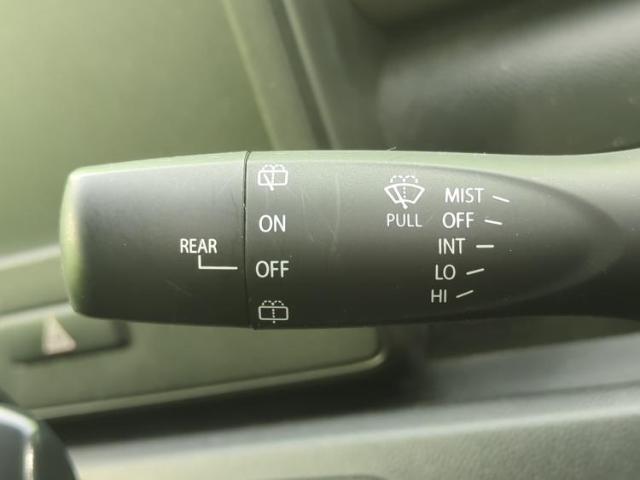 REAR
ON
OFF
PULL
MIST
OFF
INT
LO
HI